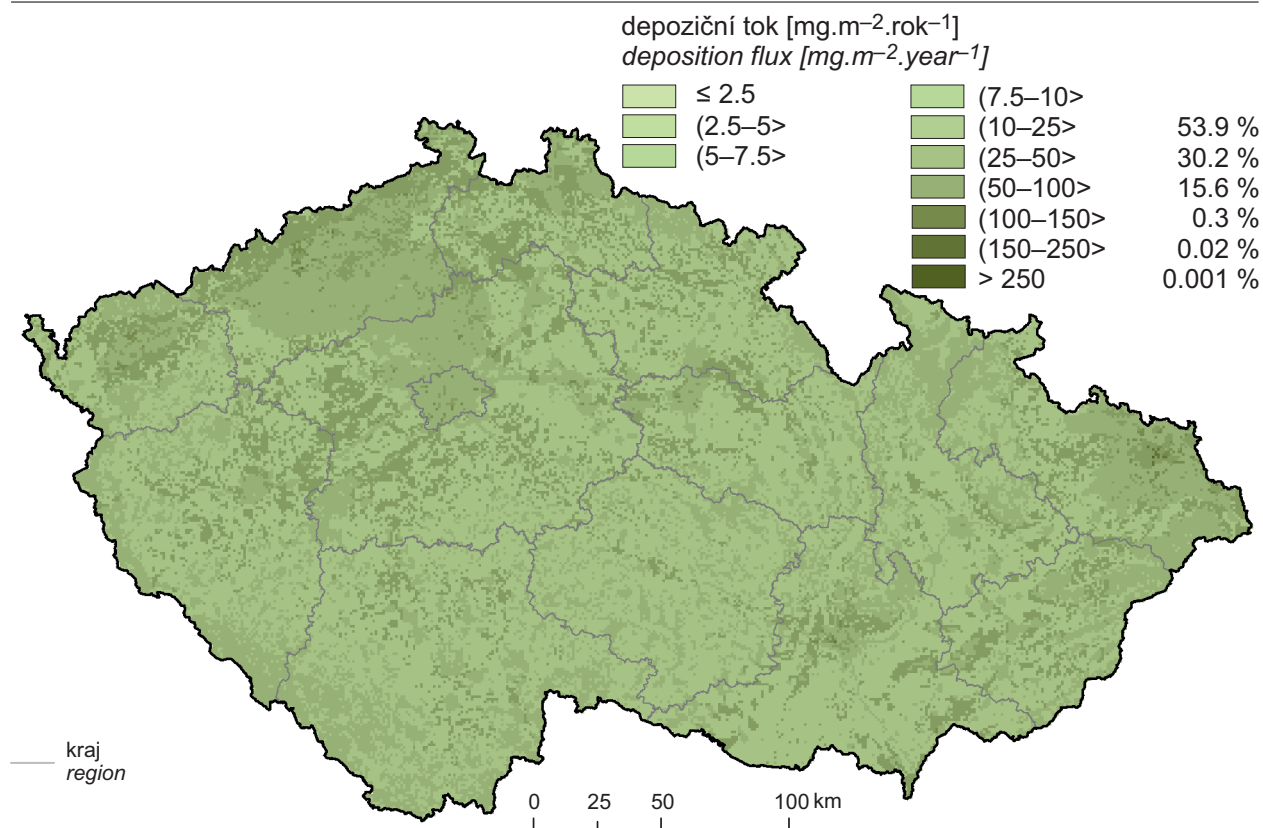 depoziční tok [mg.m–2.rok–1]
deposition flux [mg.m–2.year–1]
≤ 2.5
(2.5–5>
(5–7.5>
(7.5–10>
(10–25> 53.9 %
(25–50> 30.2 %
(50–100> 15.6 %
(100–150> 0.3 %
(150–250> 0.02 %
> 250 0.001 %
kraj
region
0 25 50 100 km